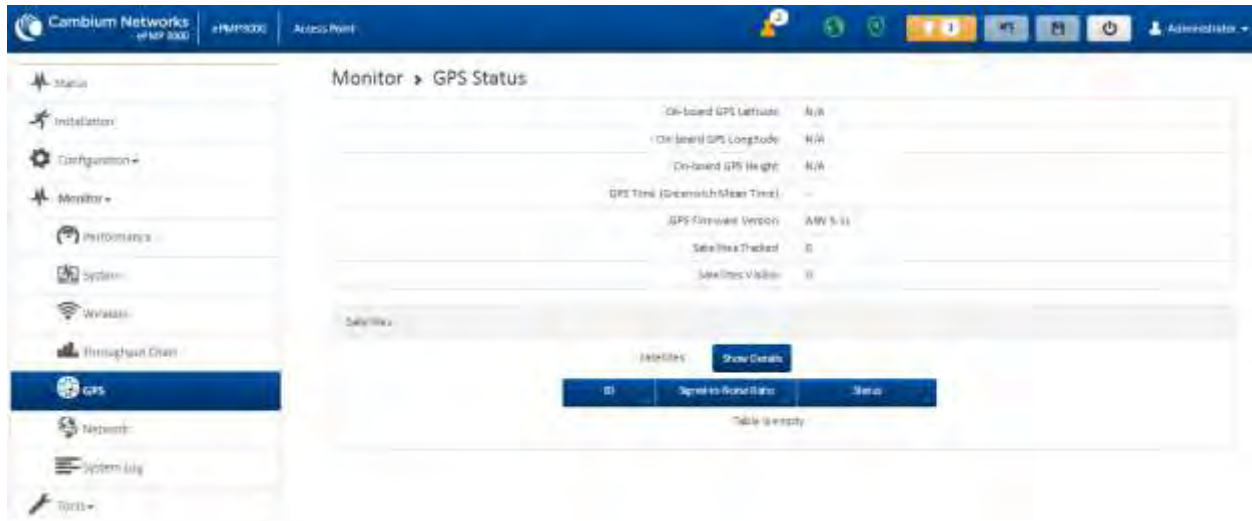 Cambium Networks
ePMP 3000
ePMP3000
Access Point
3
3
Administrator
Status
Installation
Configuration
Monitor
Performance
System
Wireless
Throughput Chart
GPS
Network
System Log
Tools
Monitor > GPS Status
On-board GPS Latitude N/A
On-board GPS Longitude N/A
On-board GPS Height N/A
GPS Time (Greenwich Mean Time) -
GPS Firmware Version
Satellites Tracked 0
Satellites Visible 0
Satellites
Satellites Show Details
ID Signal-to-Noise Ratio Status
Table is empty